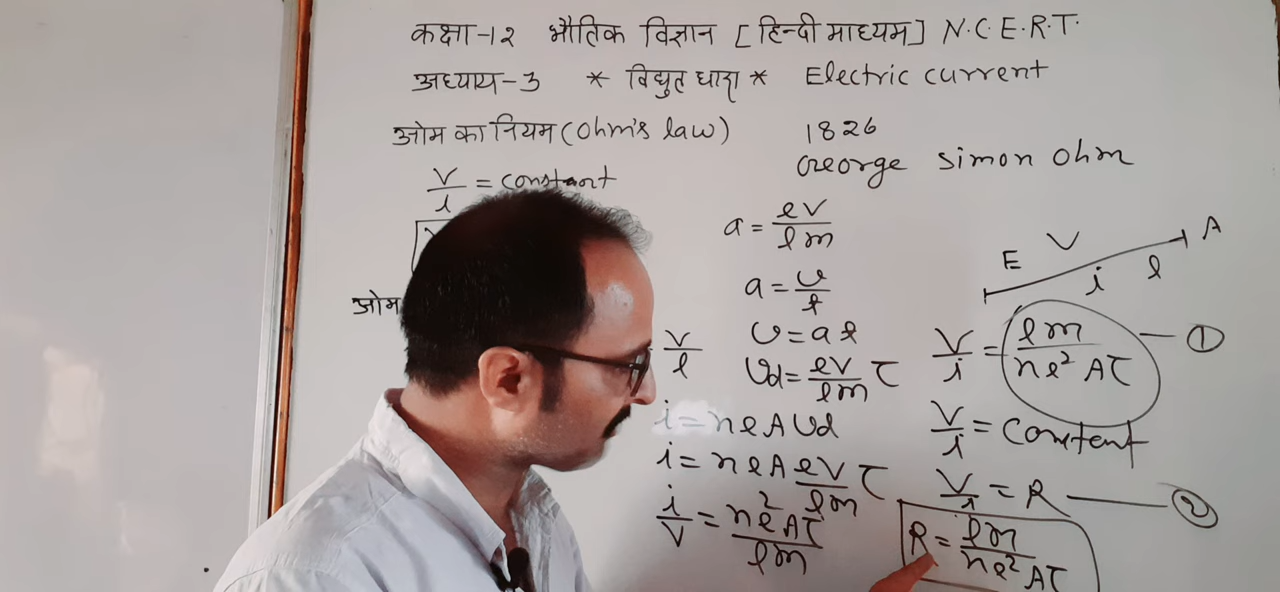 कक्षा-12 भौतिक विज्ञान [हिन्दी माध्यम] N.C.E.R.T.
अध्याय-3 * विद्युत धारा * Electric current
ओम का नियम (Ohm's law) 1826
George Simon Ohm
V/i = constant
ओम
a = eV/lm
a = v/t
v = at
V/l
vd = eV/lm τ
i = neAvd
i = neA eV/lm τ
i/V = ne²Aτ/lm
E V A
i l
V/i = lm/ne²Aτ — ①
V/i = Constant
V/i = R — ②
R = lm/ne²Aτ